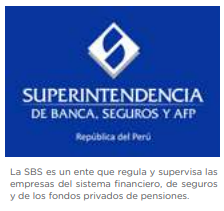 SUPERINTENDENCIA
DE BANCA, SEGUROS Y AFP
República del Perú
La SBS es un ente que regula y supervisa las
empresas del sistema financiero, de seguros
y de los fondos privados de pensiones.